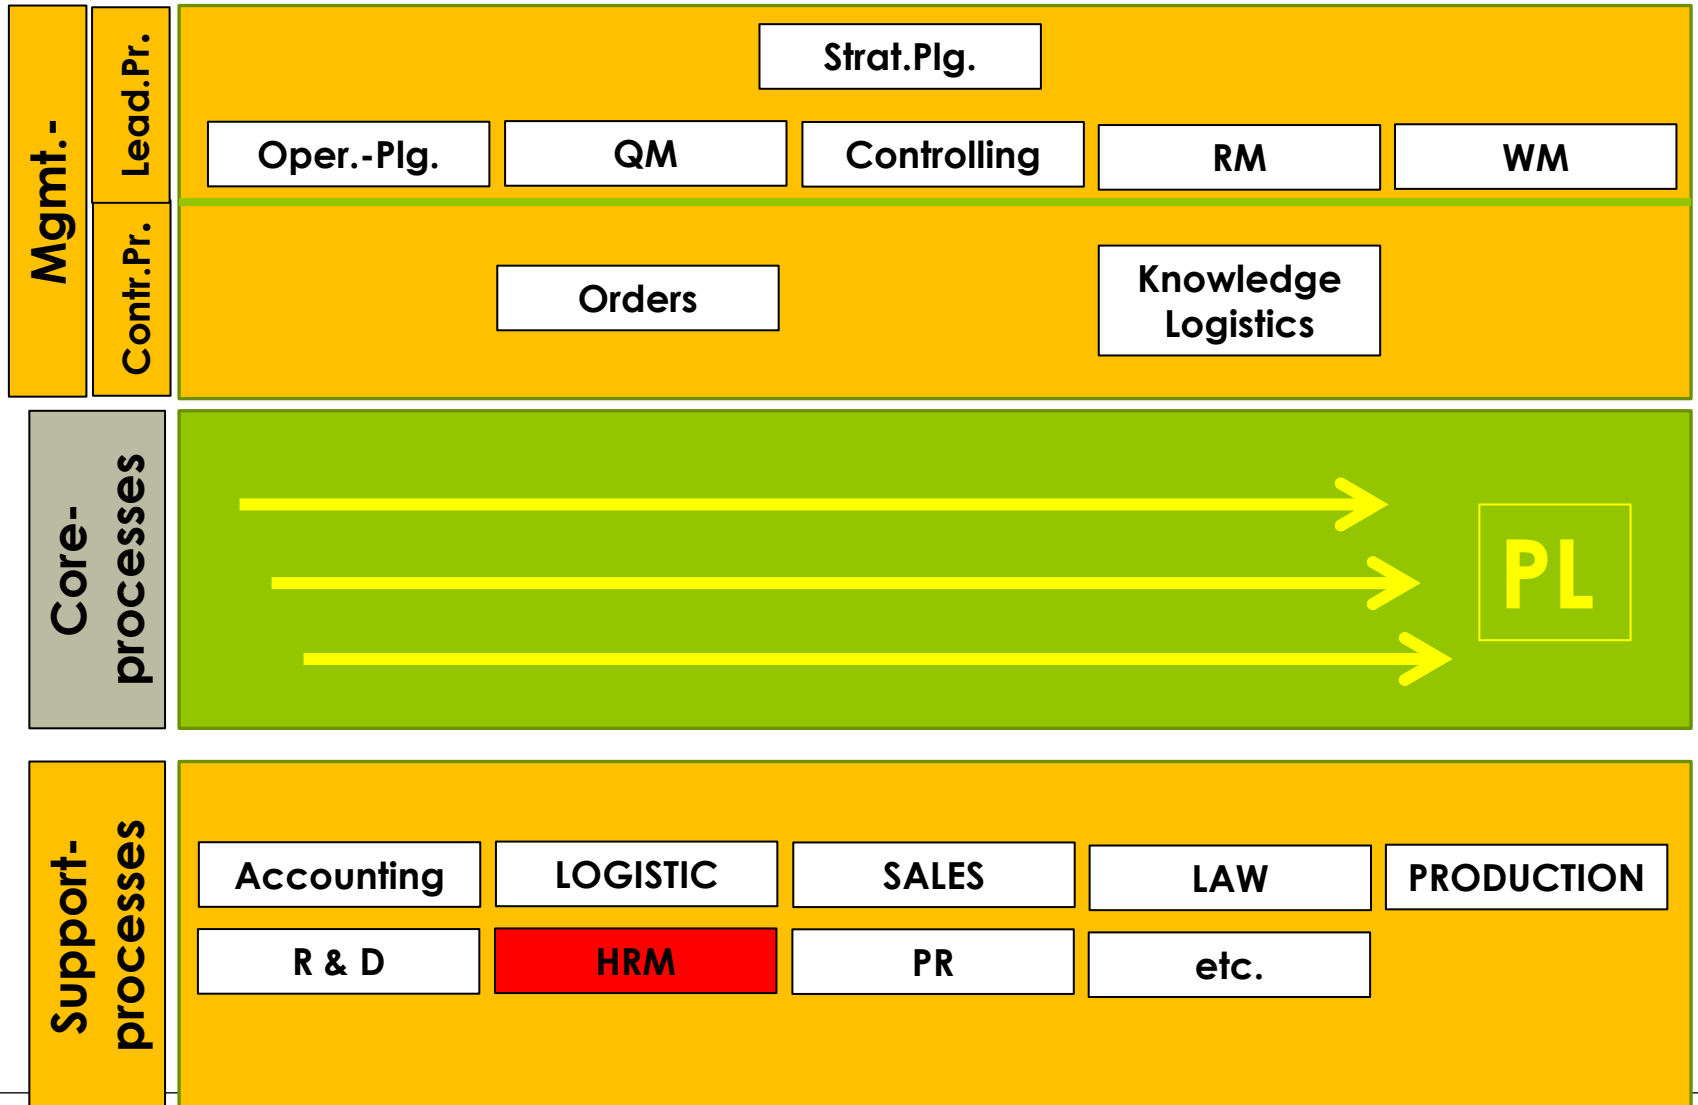 Mgmt.-
Lead.Pr.
Strat.Plg.
Oper.-Plg.
QM
Controlling
RM
WM
Contr.Pr.
Orders
Knowledge
Logistics
Core-
processes
PL
Support-
processes
Accounting
LOGISTIC
SALES
LAW
PRODUCTION
R & D
HRM
PR
etc.